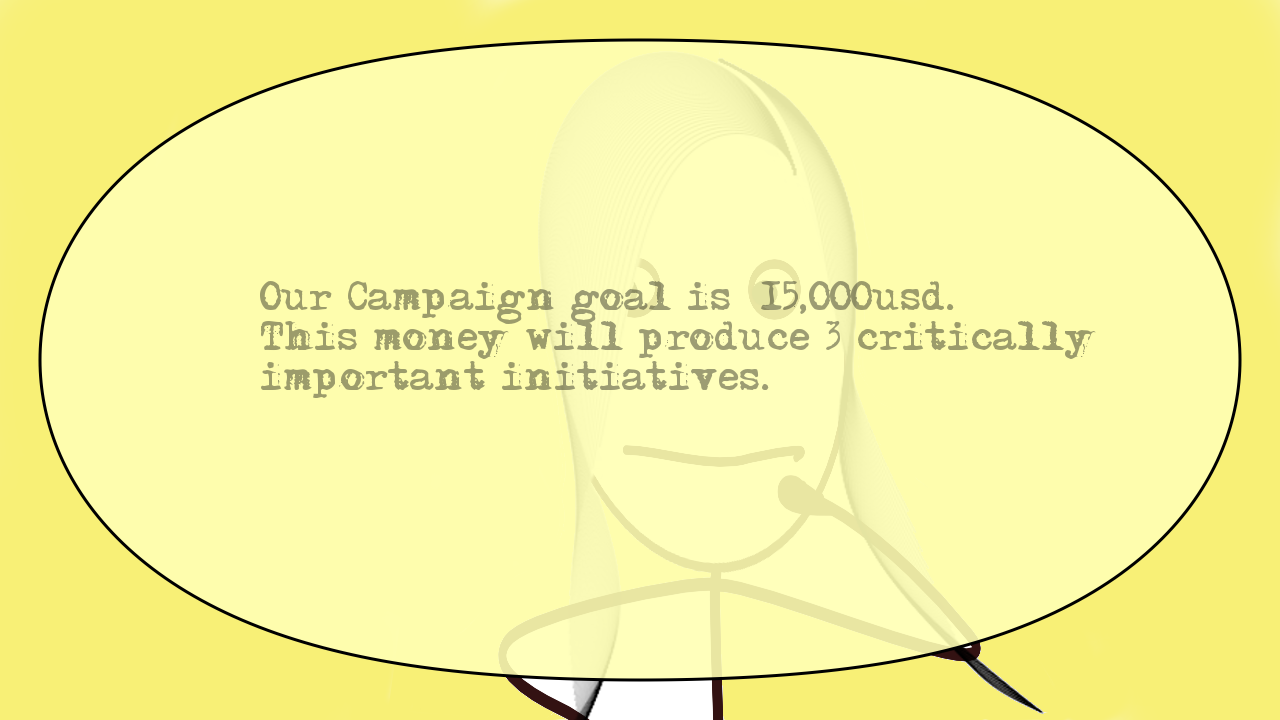 Our Campaign goal is 15,000usd.
This money will produce 3 critically
important initiatives.